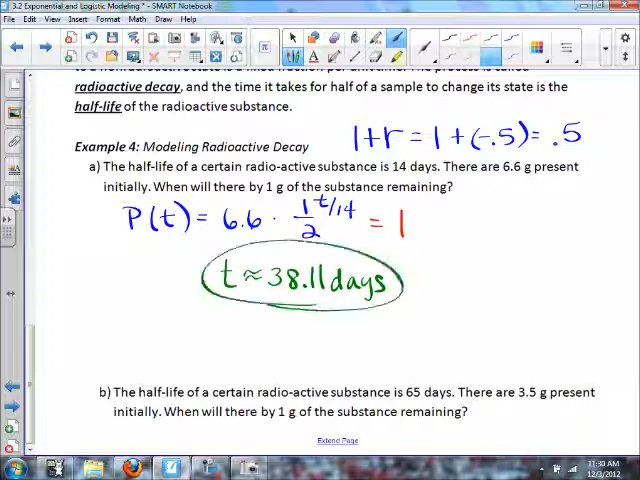 3.2 Exponential and Logistic Modeling * - SMART Notebook
File Edit View Insert Format Tools Add-ons Math Draw Help
radioactive decay, and the time it takes for half of a sample to change its state is the
half-life of the radioactive substance.
1+r = 1+(-.5) = .5
Example 4: Modeling Radioactive Decay
a) The half-life of a certain radio-active substance is 14 days. There are 6.6 g present
initially. When will there by 1 g of the substance remaining?
P(t) = 6.6 · 1/2 t/14 = 1
t ≈ 38.11 days
b) The half-life of a certain radio-active substance is 65 days. There are 3.5 g present
initially. When will there by 1 g of the substance remaining?
Extend Page
11:30 AM
12/3/2012